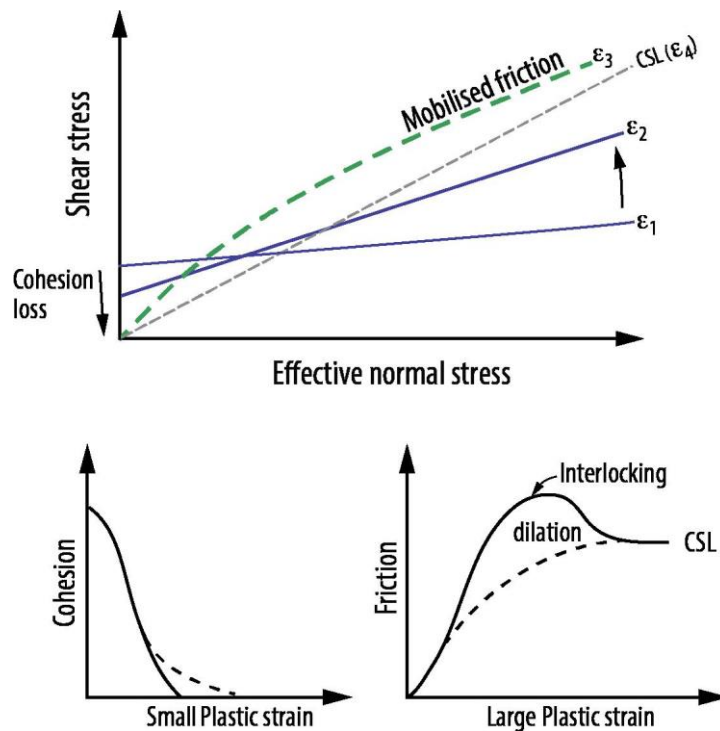 Shear stress
Mobilised friction
ε3
CSL (ε4)
ε2
ε1
Cohesion
loss
Effective normal stress
Cohesion
Small Plastic strain
Friction
Interlocking
dilation
CSL
Large Plastic strain